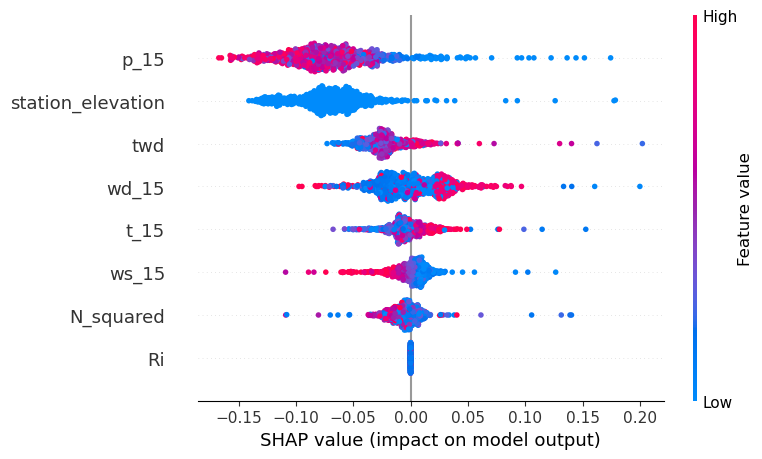 High
p_15
station_elevation
twd
wd_15
t_15
ws_15
N_squared
Ri
Feature value
Low
−0.15 −0.10 −0.05 0.00 0.05 0.10 0.15 0.20
SHAP value (impact on model output)